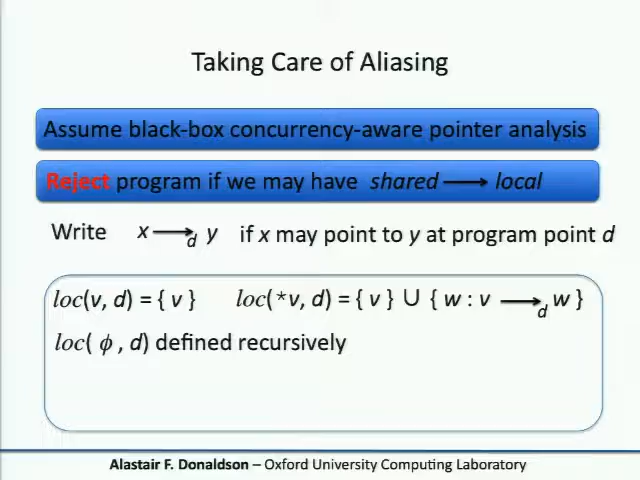 Taking Care of Aliasing
Assume black-box concurrency-aware pointer analysis
Reject program if we may have shared ⟶ local
Write x ⟶d y if x may point to y at program point d
loc(v, d) = { v } loc(*v, d) = { v } ∪ { w : v ⟶d w }
loc( ϕ , d) defined recursively
Alastair F. Donaldson – Oxford University Computing Laboratory